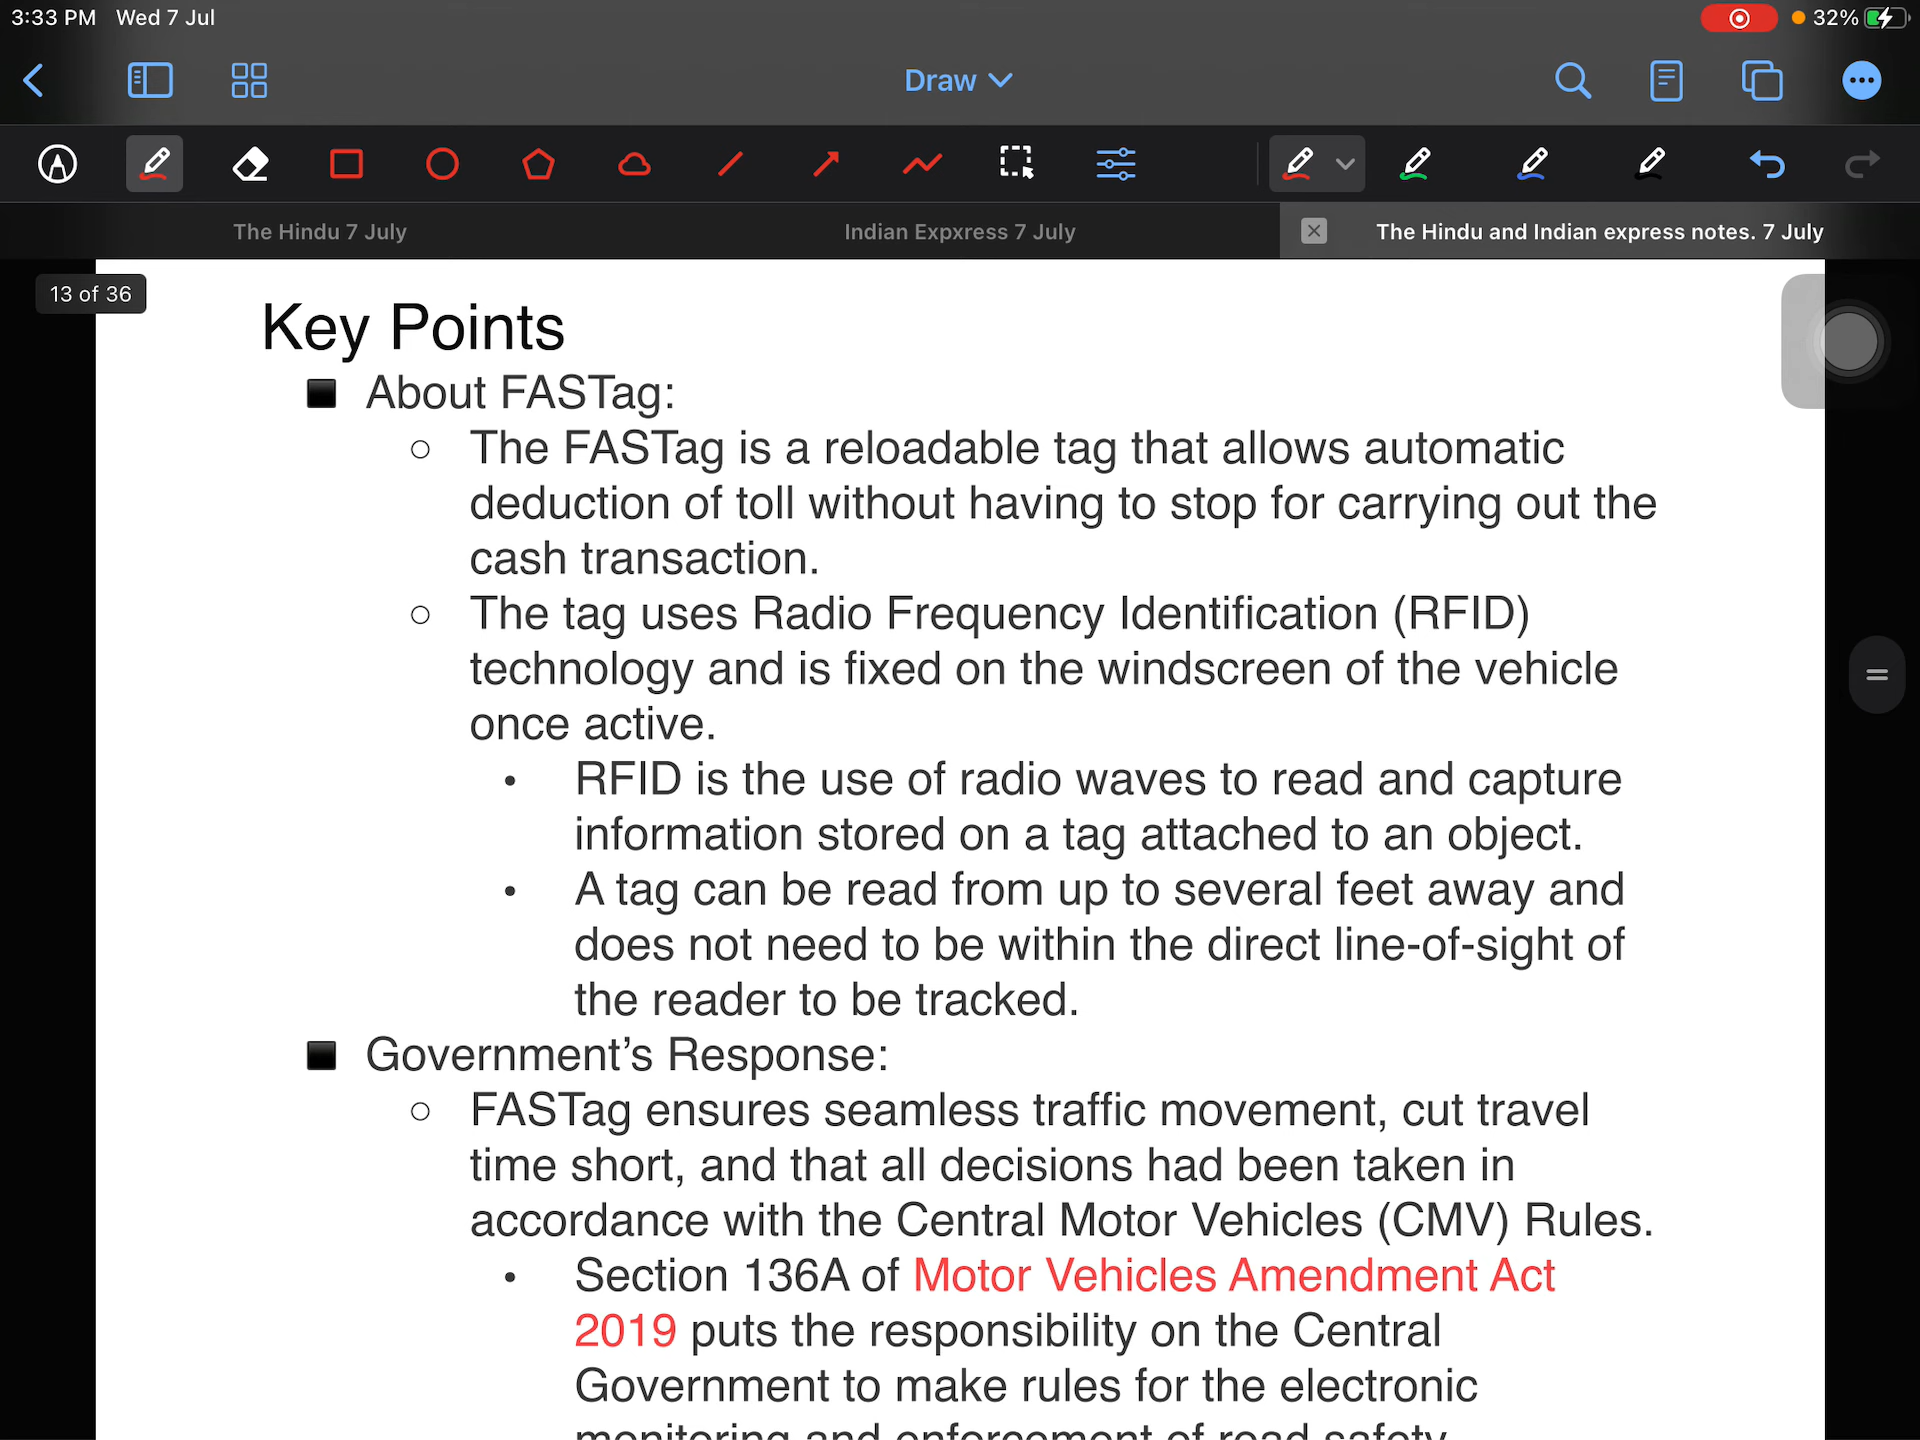 3:33 PM Wed 7 Jul
32%
Draw
The Hindu 7 July
Indian Expxress 7 July
The Hindu and Indian express notes. 7 July
13 of 36
Key Points
About FASTag:
The FASTag is a reloadable tag that allows automatic
deduction of toll without having to stop for carrying out the
cash transaction.
The tag uses Radio Frequency Identification (RFID)
technology and is fixed on the windscreen of the vehicle
once active.
RFID is the use of radio waves to read and capture
information stored on a tag attached to an object.
A tag can be read from up to several feet away and
does not need to be within the direct line-of-sight of
the reader to be tracked.
Government’s Response:
FASTag ensures seamless traffic movement, cut travel
time short, and that all decisions had been taken in
accordance with the Central Motor Vehicles (CMV) Rules.
Section 136A of Motor Vehicles Amendment Act
2019 puts the responsibility on the Central
Government to make rules for the electronic
monitoring and enforcement of road safety